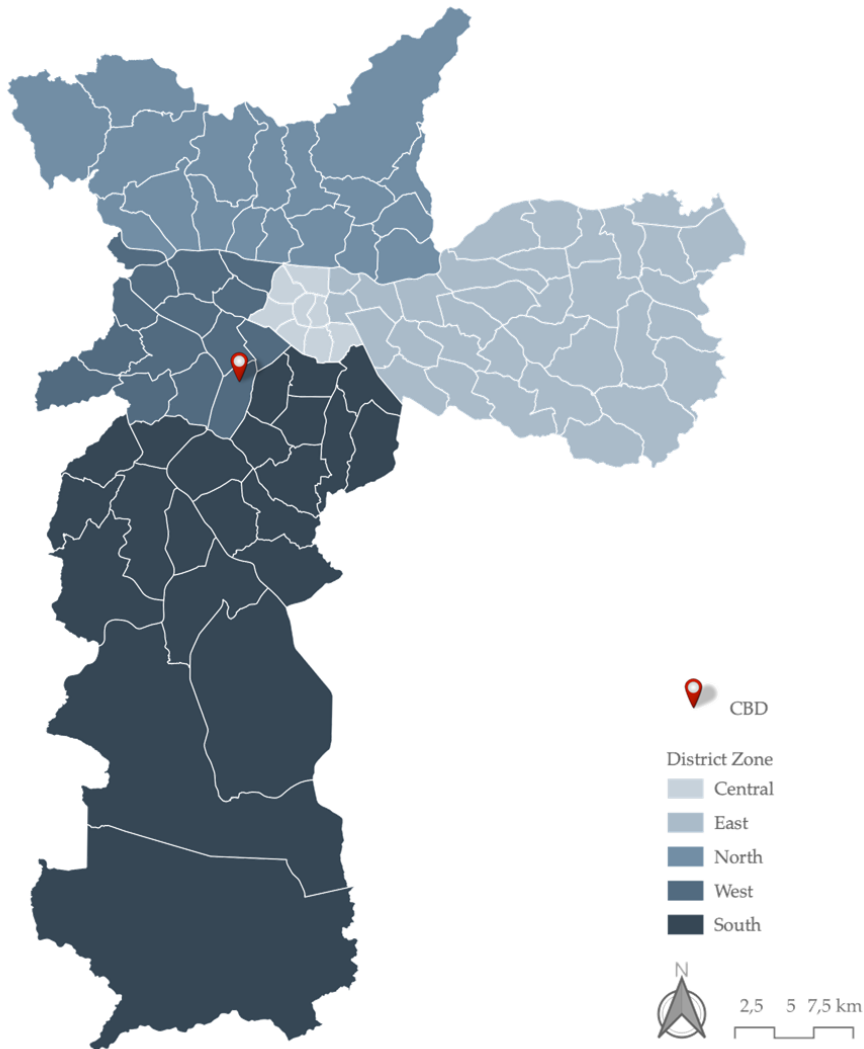 CBD
District Zone
Central
East
North
West
South
N
2,5 5 7,5 km